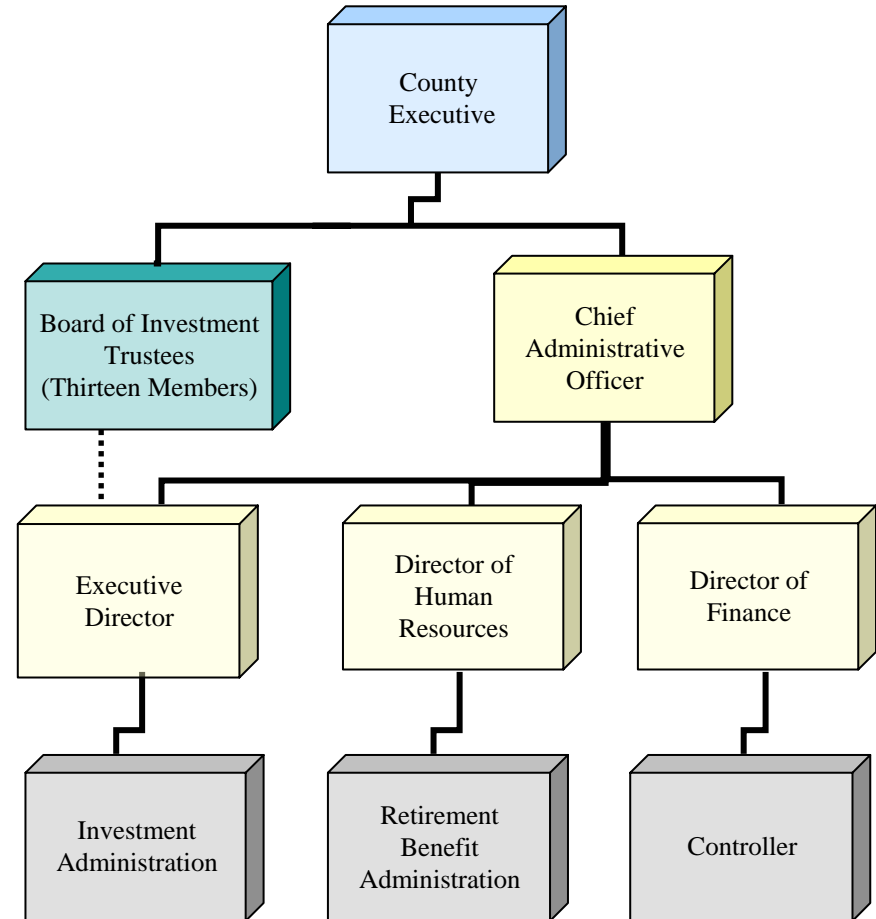 County
Executive
Board of Investment
Trustees
(Thirteen Members)
Chief
Administrative
Officer
Executive
Director
Director of
Human
Resources
Director of
Finance
Investment
Administration
Retirement
Benefit
Administration
Controller